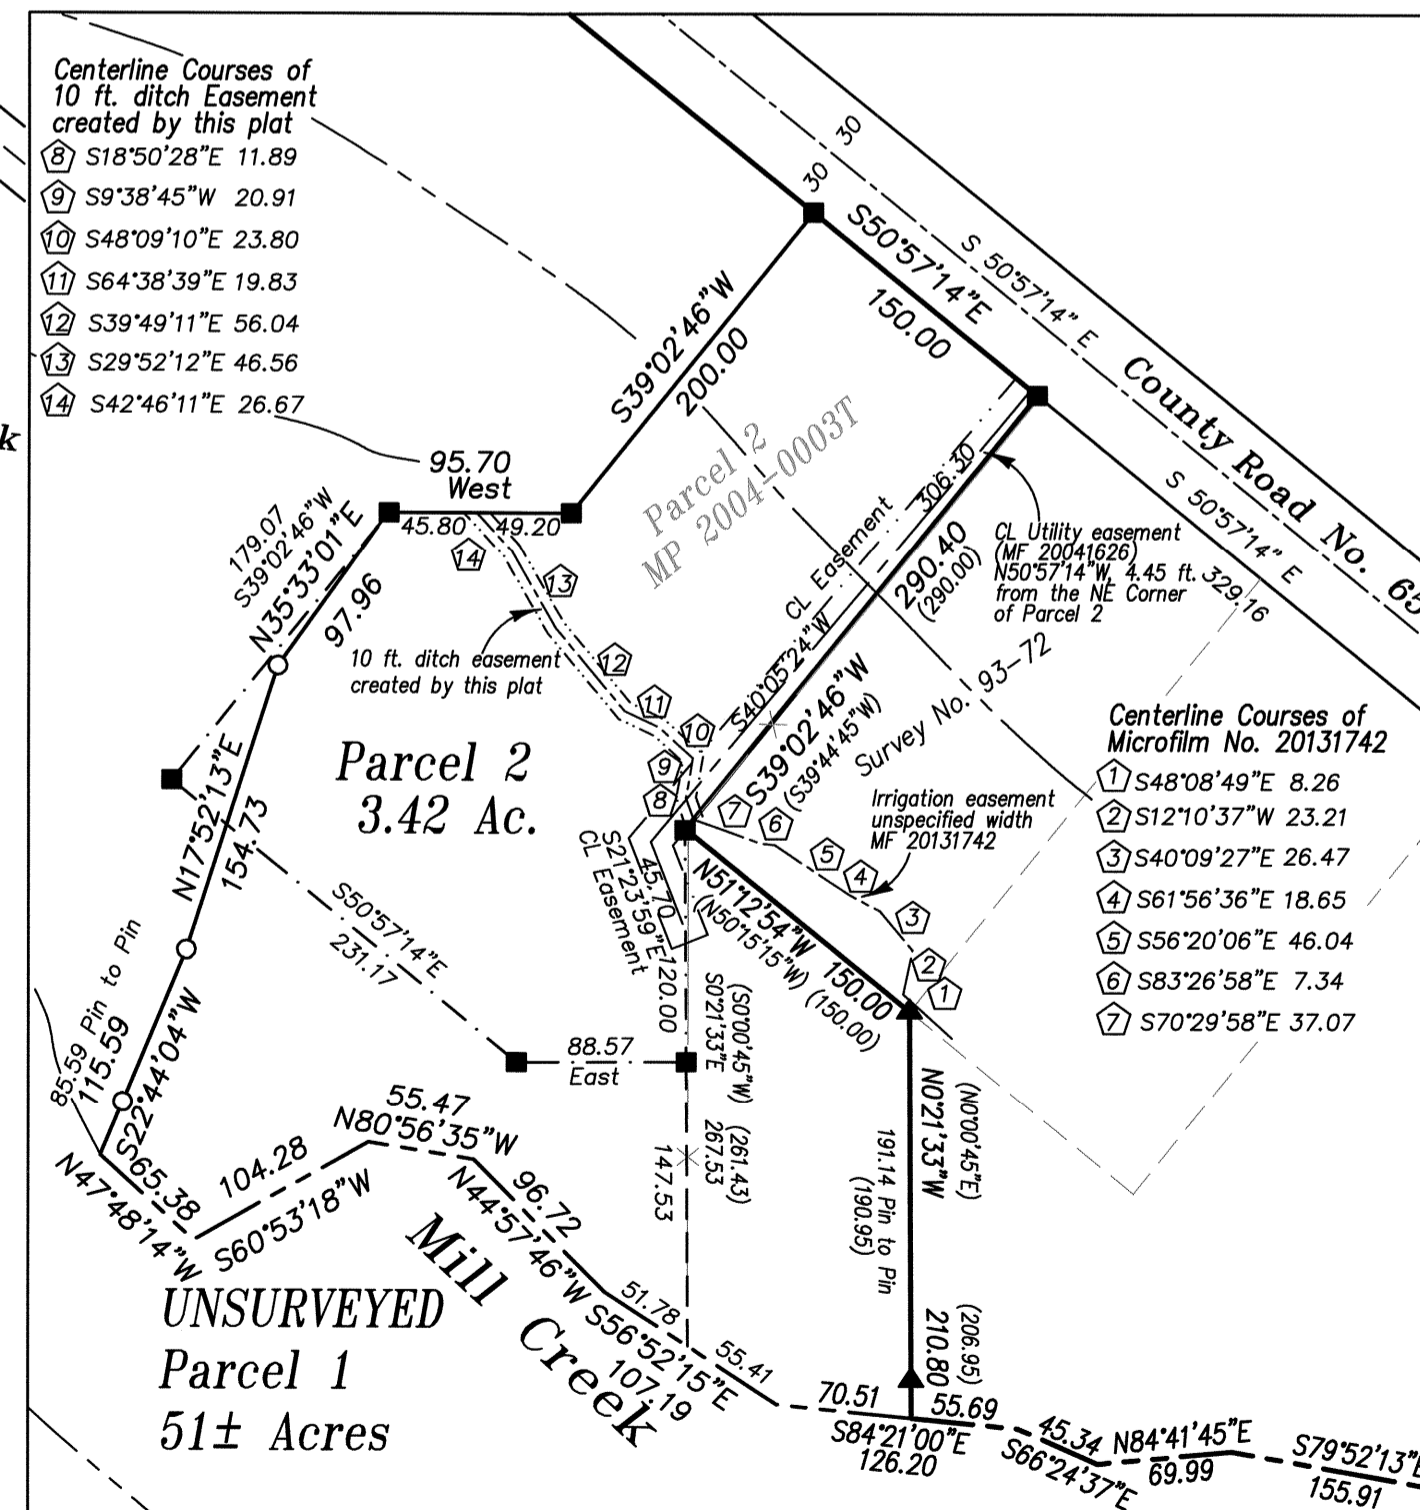 Centerline Courses of
10 ft. ditch Easement
created by this plat
8 S18°50'28"E 11.89
9 S9°38'45"W 20.91
10 S48°09'10"E 23.80
11 S64°38'39"E 19.83
12 S39°49'11"E 56.04
13 S29°52'12"E 46.56
14 S42°46'11"E 26.67
k
30
30
S50°57'14"E
150.00
S 50°57'14" E
County Road No. 65
S 50°57'14" E
329.16
S39°02'46"W
200.00
Parcel 2
MP 2004-0003T
95.70
West
45.80
49.20
14
13
12
11
10
9
8
179.07
S39°02'46"W
N35°33'01"E
97.96
10 ft. ditch easement
created by this plat
CL Easement
306.30
S40°05'24"W
290.40
(290.00)
S39°02'46"W
(S39°44'45"W)
CL Utility easement
(MF 20041626)
N50°57'14"W, 4.45 ft.
from the NE Corner
of Parcel 2
Survey No. 93-72
Irrigation easement
unspecified width
MF 20131742
Centerline Courses of
Microfilm No. 20131742
1 S48°08'49"E 8.26
2 S12°10'37"W 23.21
3 S40°09'27"E 26.47
4 S61°56'36"E 18.65
5 S56°20'06"E 46.04
6 S83°26'58"E 7.34
7 S70°29'58"E 37.07
7
6
5
4
3
2
1
Parcel 2
3.42 Ac.
N17°52'13"E
154.73
S50°57'14"E
231.17
45.70
S21°23'59"E
CL Easement
N51°12'54"W 150.00
(N50°15'15"W) (150.00)
120.00
S0°21'33"E
(S0°00'45"W)
88.57
East
85.59 Pin to Pin
115.59
S22°44'04"W
55.47
N80°56'35"W
65.38
N47°48'14"W
104.28
S60°53'18"W
96.72
N44°57'46"W
147.53
267.53
(261.43)
191.14 Pin to Pin
(190.95)
N0°21'33"W
(N0°00'45"E)
210.80
(206.95)
Mill Creek
51.78
55.41
S56°52'15"E
107.19
70.51
55.69
S84°21'00"E
126.20
45.34
S66°24'37"E
N84°41'45"E
69.99
S79°52'13"E
155.91
UNSURVEYED
Parcel 1
51± Acres